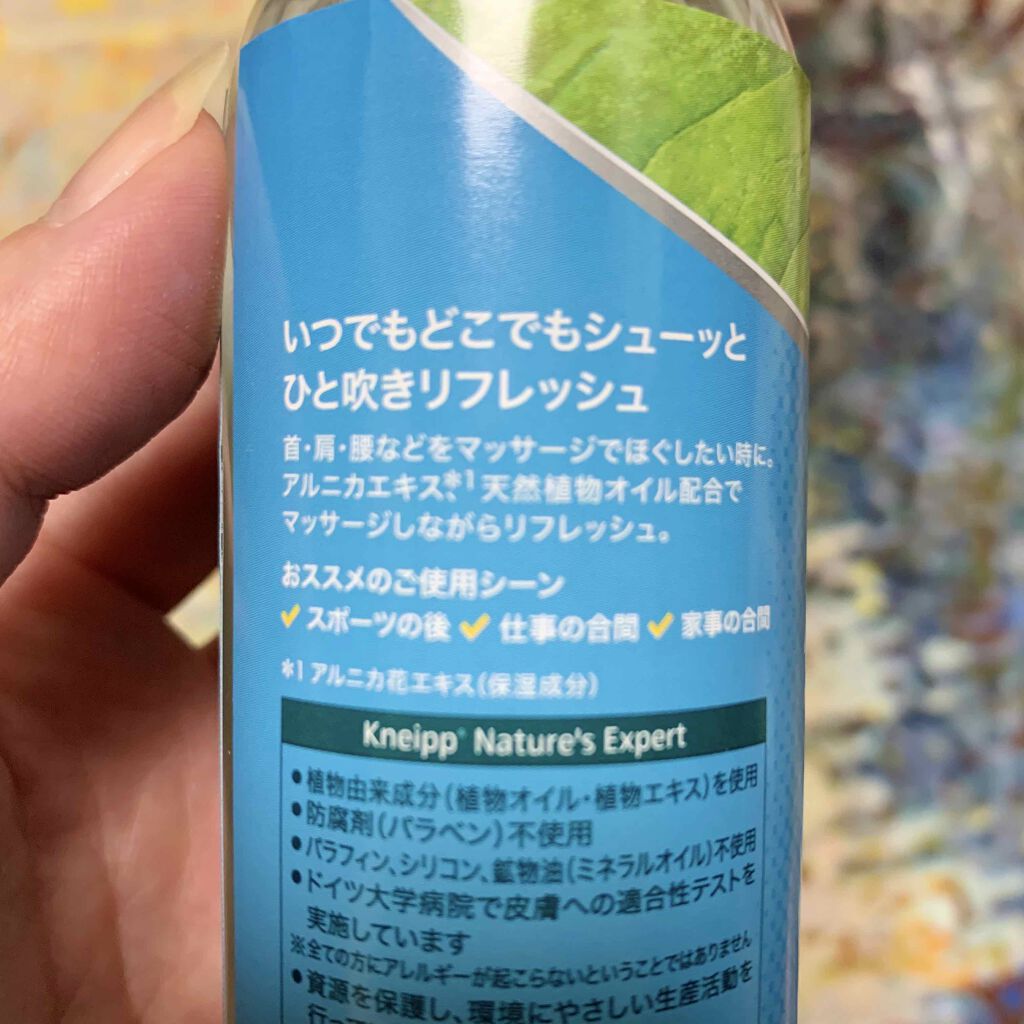 いつでもどこでもシューッと
ひと吹きリフレッシュ
首・肩・腰などをマッサージでほぐしたい時に。
アルニカエキス、*1 天然植物オイル配合で
マッサージしながらリフレッシュ。
おススメのご使用シーン
✓ スポーツの後 ✓ 仕事の合間 ✓ 家事の合間
*1 アルニカ花エキス(保湿成分)
Kneipp® Nature's Expert
●植物由来成分(植物オイル・植物エキス)を使用
●防腐剤(パラベン)不使用
●パラフィン、シリコン、鉱物油(ミネラルオイル)不使用
●ドイツ大学病院で皮膚への適合性テストを
実施しています
※全ての方にアレルギーが起こらないということではありません
●資源を保護し、環境にやさしい生産活動を
行って